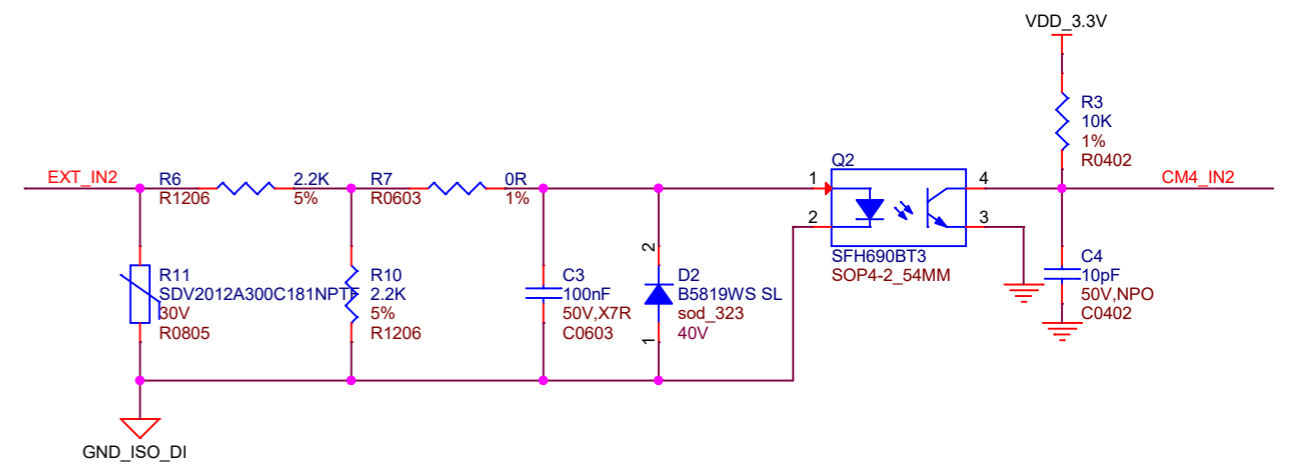 VDD_3.3V
R3
10K
1%
R0402
EXT_IN2
R6
R1206
2.2K
5%
R7
R0603
0R
1%
Q2
1
2
4
3
CM4_IN2
SFH690BT3
SOP4-2_54MM
R11
SDV2012A300C181NPTF
30V
R0805
R10
2.2K
5%
R1206
C3
100nF
50V,X7R
C0603
2
D2
B5819WS SL
sod_323
40V
1
C4
10pF
50V,NPO
C0402
GND_ISO_DI